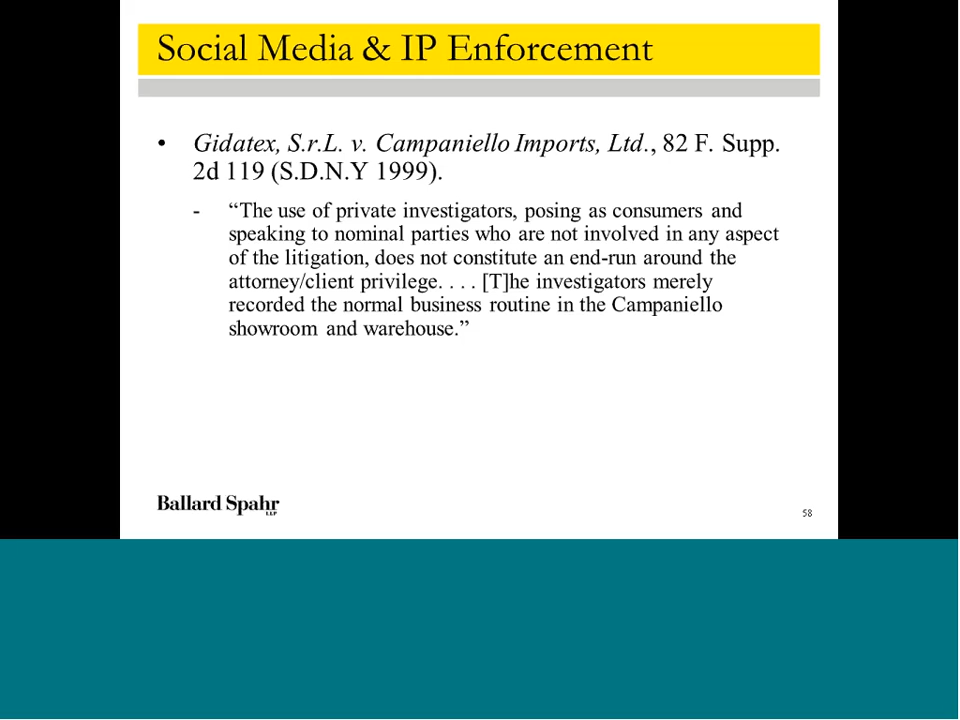 Social Media & IP Enforcement
• Gidatex, S.r.L. v. Campaniello Imports, Ltd., 82 F. Supp.
2d 119 (S.D.N.Y 1999).
- “The use of private investigators, posing as consumers and
speaking to nominal parties who are not involved in any aspect
of the litigation, does not constitute an end-run around the
attorney/client privilege. . . . [T]he investigators merely
recorded the normal business routine in the Campaniello
showroom and warehouse.”
Ballard Spahr
LLP
58